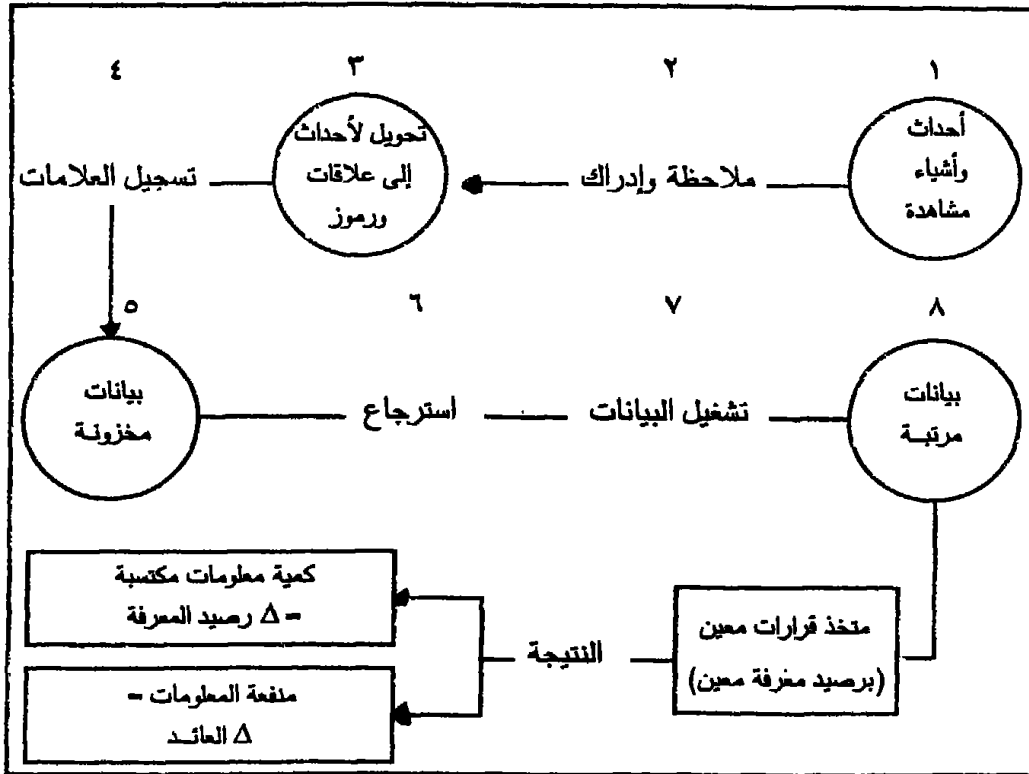 ١
٢
٣
٤
أحداث
وأشياء
مشاهدة
ملاحظة وإدراك
تحويل لأحداث
إلى علاقات
ورموز
تسجيل العلامات
٨
٧
٦
٥
بيانات
مرتبــة
تشغيل البيانات
استرجاع
بيانات
مخزونة
متخذ قرارات معين
(برصيد معرفة معين)
النتيجة
كمية معلومات مكتسبة
= Δ رصيد المعرفة
منفعة المعلومات =
Δ العائــد